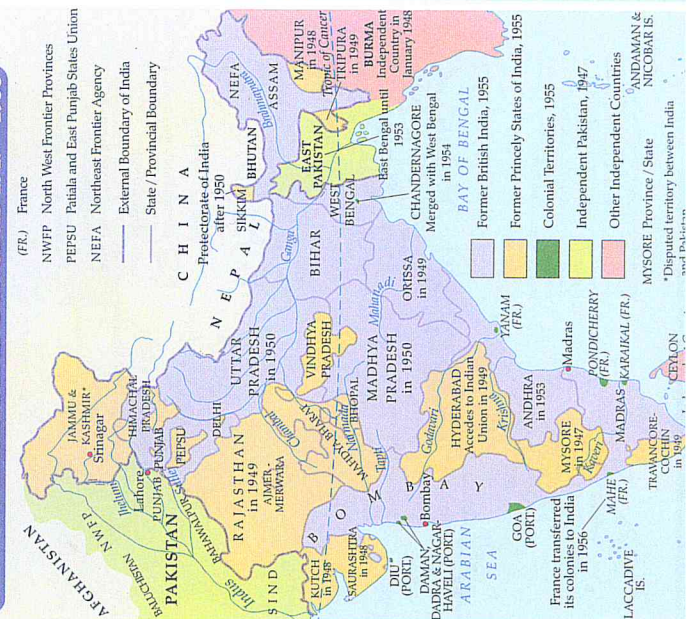 (FR.) France
NWFP North West Frontier Provinces
PEPSU Patiala and East Punjab States Union
NEFA Northeast Frontier Agency
External Boundary of India
State / Provincial Boundary
AFGHANISTAN
NWFP
BALUCHISTAN
PAKISTAN
SIND
Indus
Jhelum
JAMMU &
KASHMIR*
Srinagar
Lahore
PUNJAB
PUNJAB
HIMACHAL
PRADESH
PEPSU
BAHAWALPUR
Sutlej
DELHI
CHINA
Protectorate of India
after 1950
NEPAL
SIKKIM
BHUTAN
NEFA
Brahmaputra
ASSAM
MANIPUR
in 1948
Tropic of Cancer
TRIPURA
in 1949
BURMA
Independent
Country in
January 1948
EAST
PAKISTAN
East Bengal until
1953
WEST
BENGAL
CHANDERNAGORE
Merged with West Bengal
in 1954
RAJASTHAN
in 1949
AJMER-
MERWARA
UTTAR
PRADESH
in 1950
Ganga
BIHAR
VINDHYA
PRADESH
Chambal
MADHYA BHARAT
BHOPAL
Narmada
MADHYA
PRADESH
in 1950
Mahanadi
ORISSA
in 1949
KUTCH
in 1948
SAURASHTRA
in 1948
BOMBAY
Tapti
DIU
(PORT)
DAMAN,
DADRA & NAGAR-
HAVELI (PORT)
Bombay
ARABIAN
SEA
Godavari
HYDERABAD
Accedes to Indian
Union in 1949
Krishna
YANAM
(FR.)
ANDHRA
in 1953
GOA
(PORT)
France transferred
its colonies to India
in 1956
MYSORE
in 1947
Kaveri
Madras
MADRAS
PONDICHERRY
(FR.)
KARAIKAL (FR.)
MAHE
(FR.)
TRAVANCORE-
COCHIN
in 1949
LACCADIVE
IS.
CEYLON
BAY OF BENGAL
ANDAMAN &
NICOBAR IS.
Former British India, 1955
Former Princely States of India, 1955
Colonial Territories, 1955
Independent Pakistan, 1947
Other Independent Countries
MYSORE Province / State
*Disputed territory between India
and Pakistan